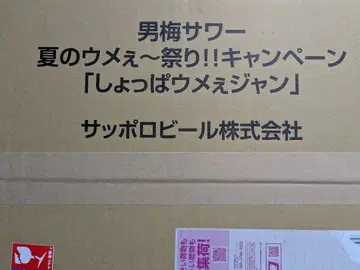 男梅サワー
夏のウメぇ～祭り!!キャンペーン
「しょっぱウメぇジャン」
サッポロビール株式会社
集荷!